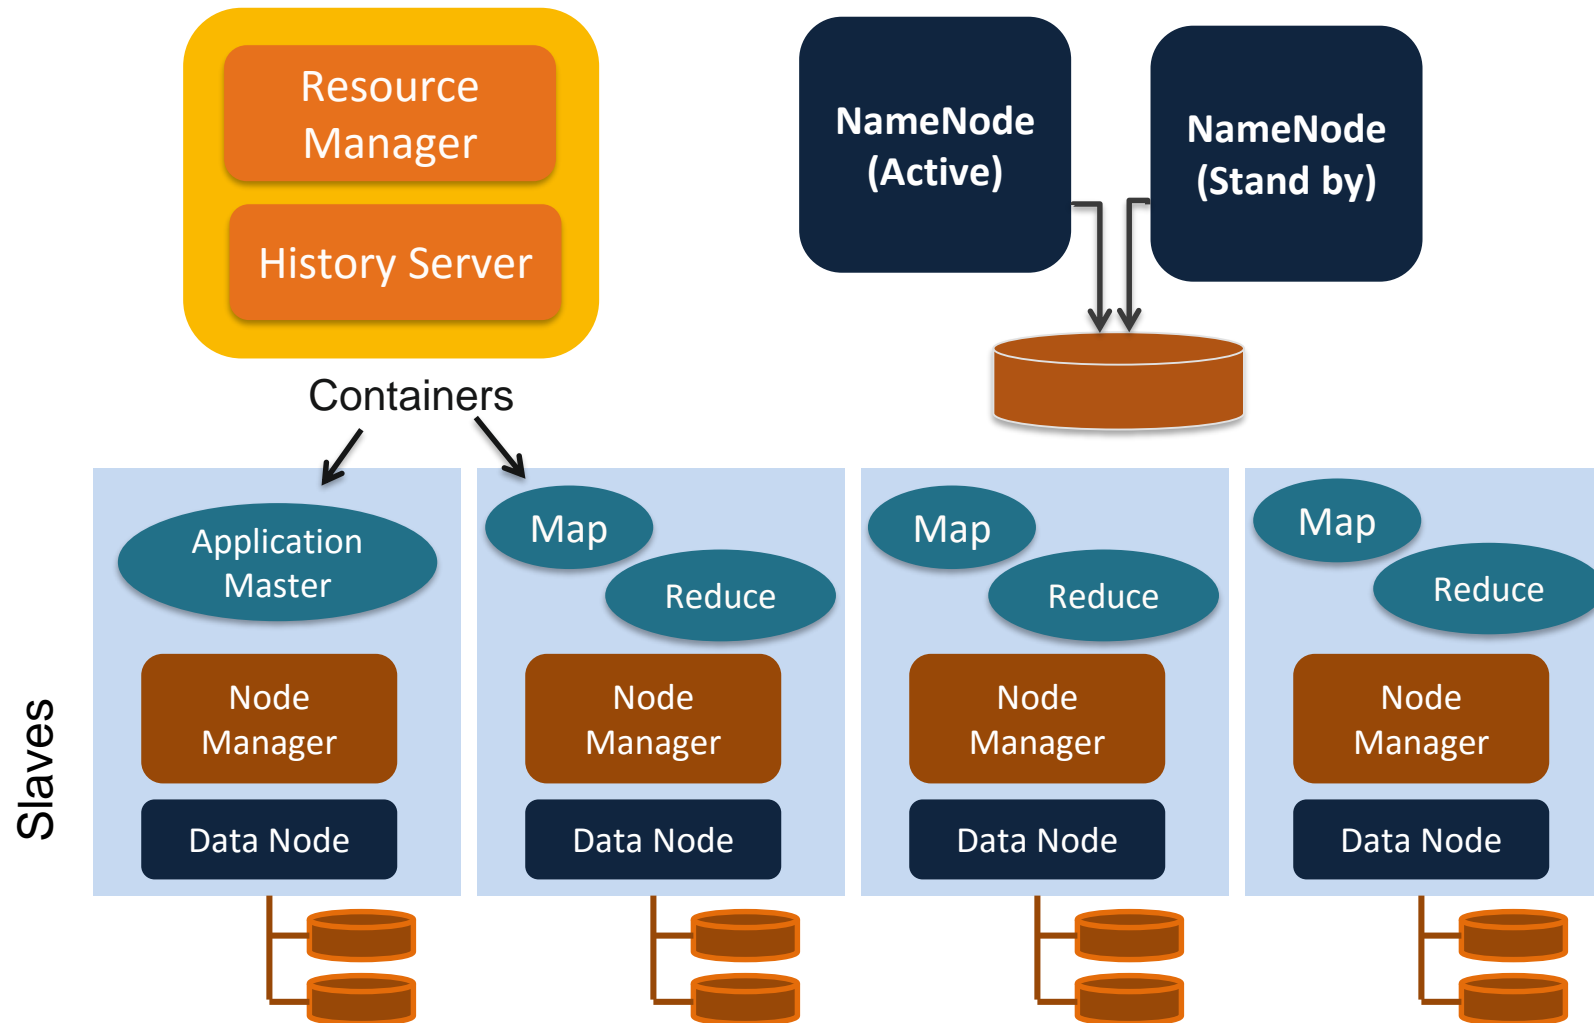 Resource
Manager
History Server
NameNode
(Active)
NameNode
(Stand by)
Containers
Slaves
Application
Master
Node
Manager
Data Node
Map
Reduce
Node
Manager
Data Node
Map
Reduce
Node
Manager
Data Node
Map
Reduce
Node
Manager
Data Node